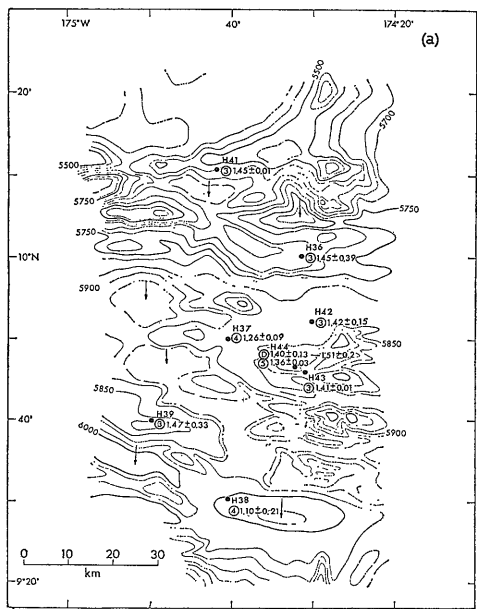 175°W 40' 174°20'
(a)
20'
5500
5700
H41
③ 1,45±0,01
5500
5750
5750
5750
H36
③ 1,45±0,39
10°N
5900
H42
③ 1,42±0,15
H37
④ 1,26±0,09
H44
Ⓓ 1,40±0,13 — 1,51±0,2
⑤ 1,36±0,03
5850
H43
③ 1,41±0,01
5850
H39
③ 1,47±0,33
40'
6000
5900
H38
④ 1,10±0,21
0 10 20 30
km
9°20'